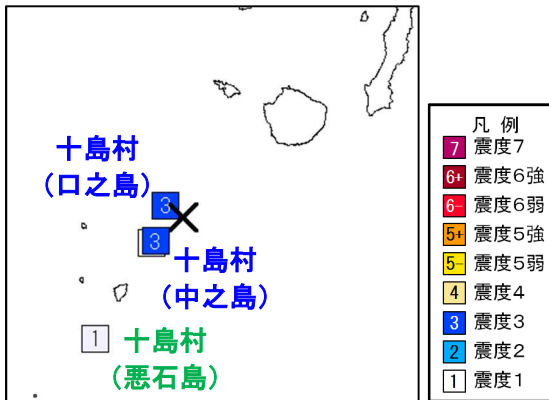 十島村
(口之島)
3
3
十島村
(中之島)
1
十島村
(悪石島)
凡 例
7 震度7
6+ 震度6強
6- 震度6弱
5+ 震度5強
5- 震度5弱
4 震度4
3 震度3
2 震度2
1 震度1